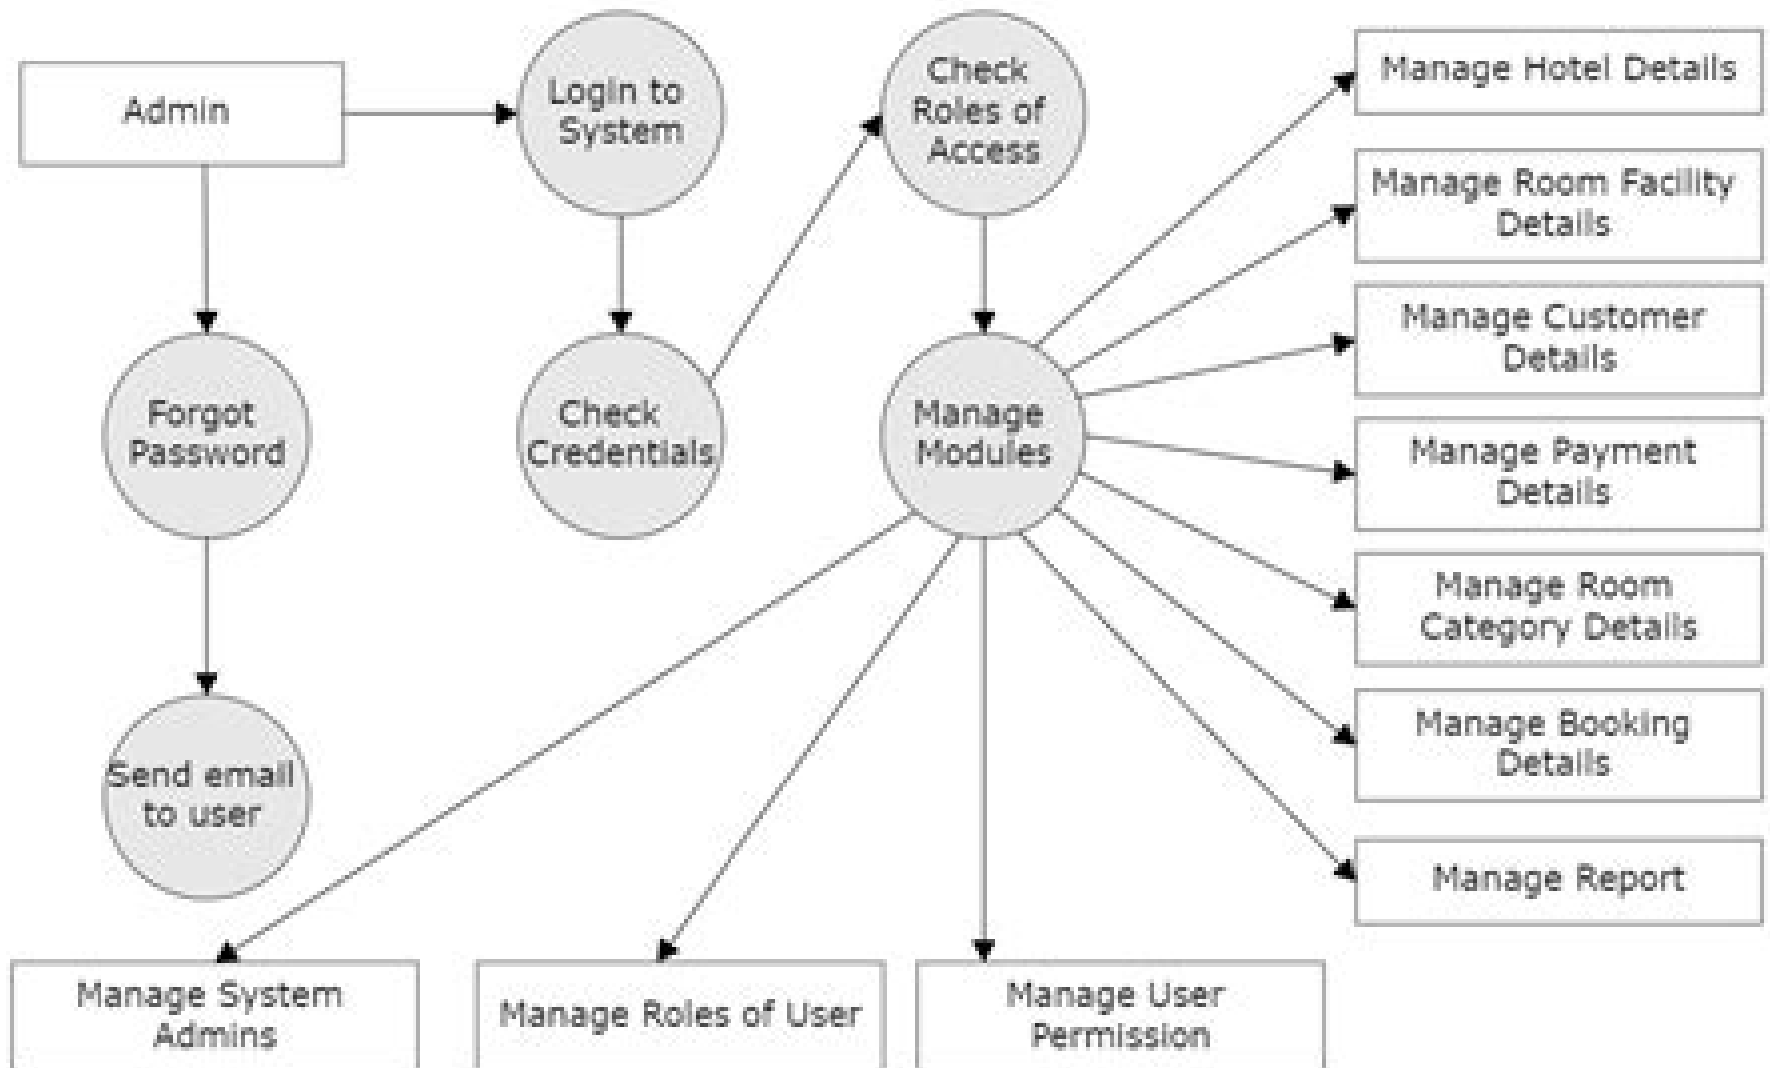 Admin
Login to
System
Check
Roles of
Access
Manage Hotel Details
Manage Room Facility
Details
Manage Customer
Details
Forgot
Password
Check
Credentials
Manage
Modules
Manage Payment
Details
Manage Room
Category Details
Manage Booking
Details
Send email
to user
Manage Report
Manage System
Admins
Manage Roles of User
Manage User
Permission